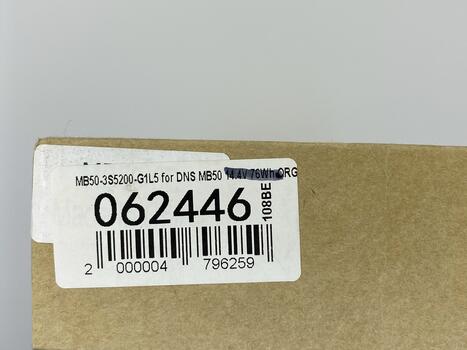 MB50-3S5200-G1L5 for DNS MB50 14.4V 76Wh ORG
062446
108BE
2 000004 796259